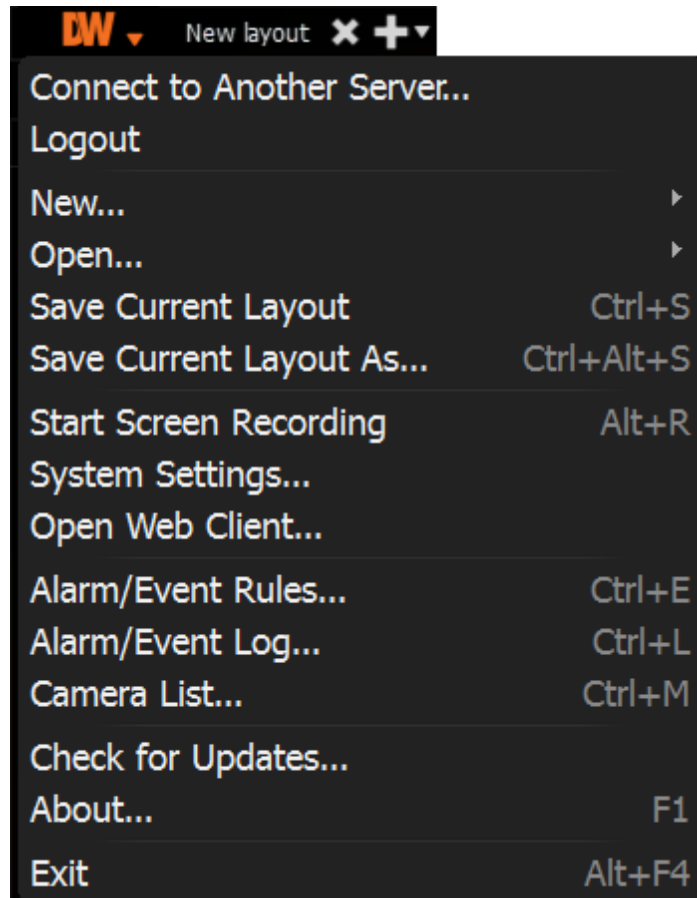 DW New layout
Connect to Another Server...
Logout
New...
Open...
Save Current Layout Ctrl+S
Save Current Layout As... Ctrl+Alt+S
Start Screen Recording Alt+R
System Settings...
Open Web Client...
Alarm/Event Rules... Ctrl+E
Alarm/Event Log... Ctrl+L
Camera List... Ctrl+M
Check for Updates...
About... F1
Exit Alt+F4